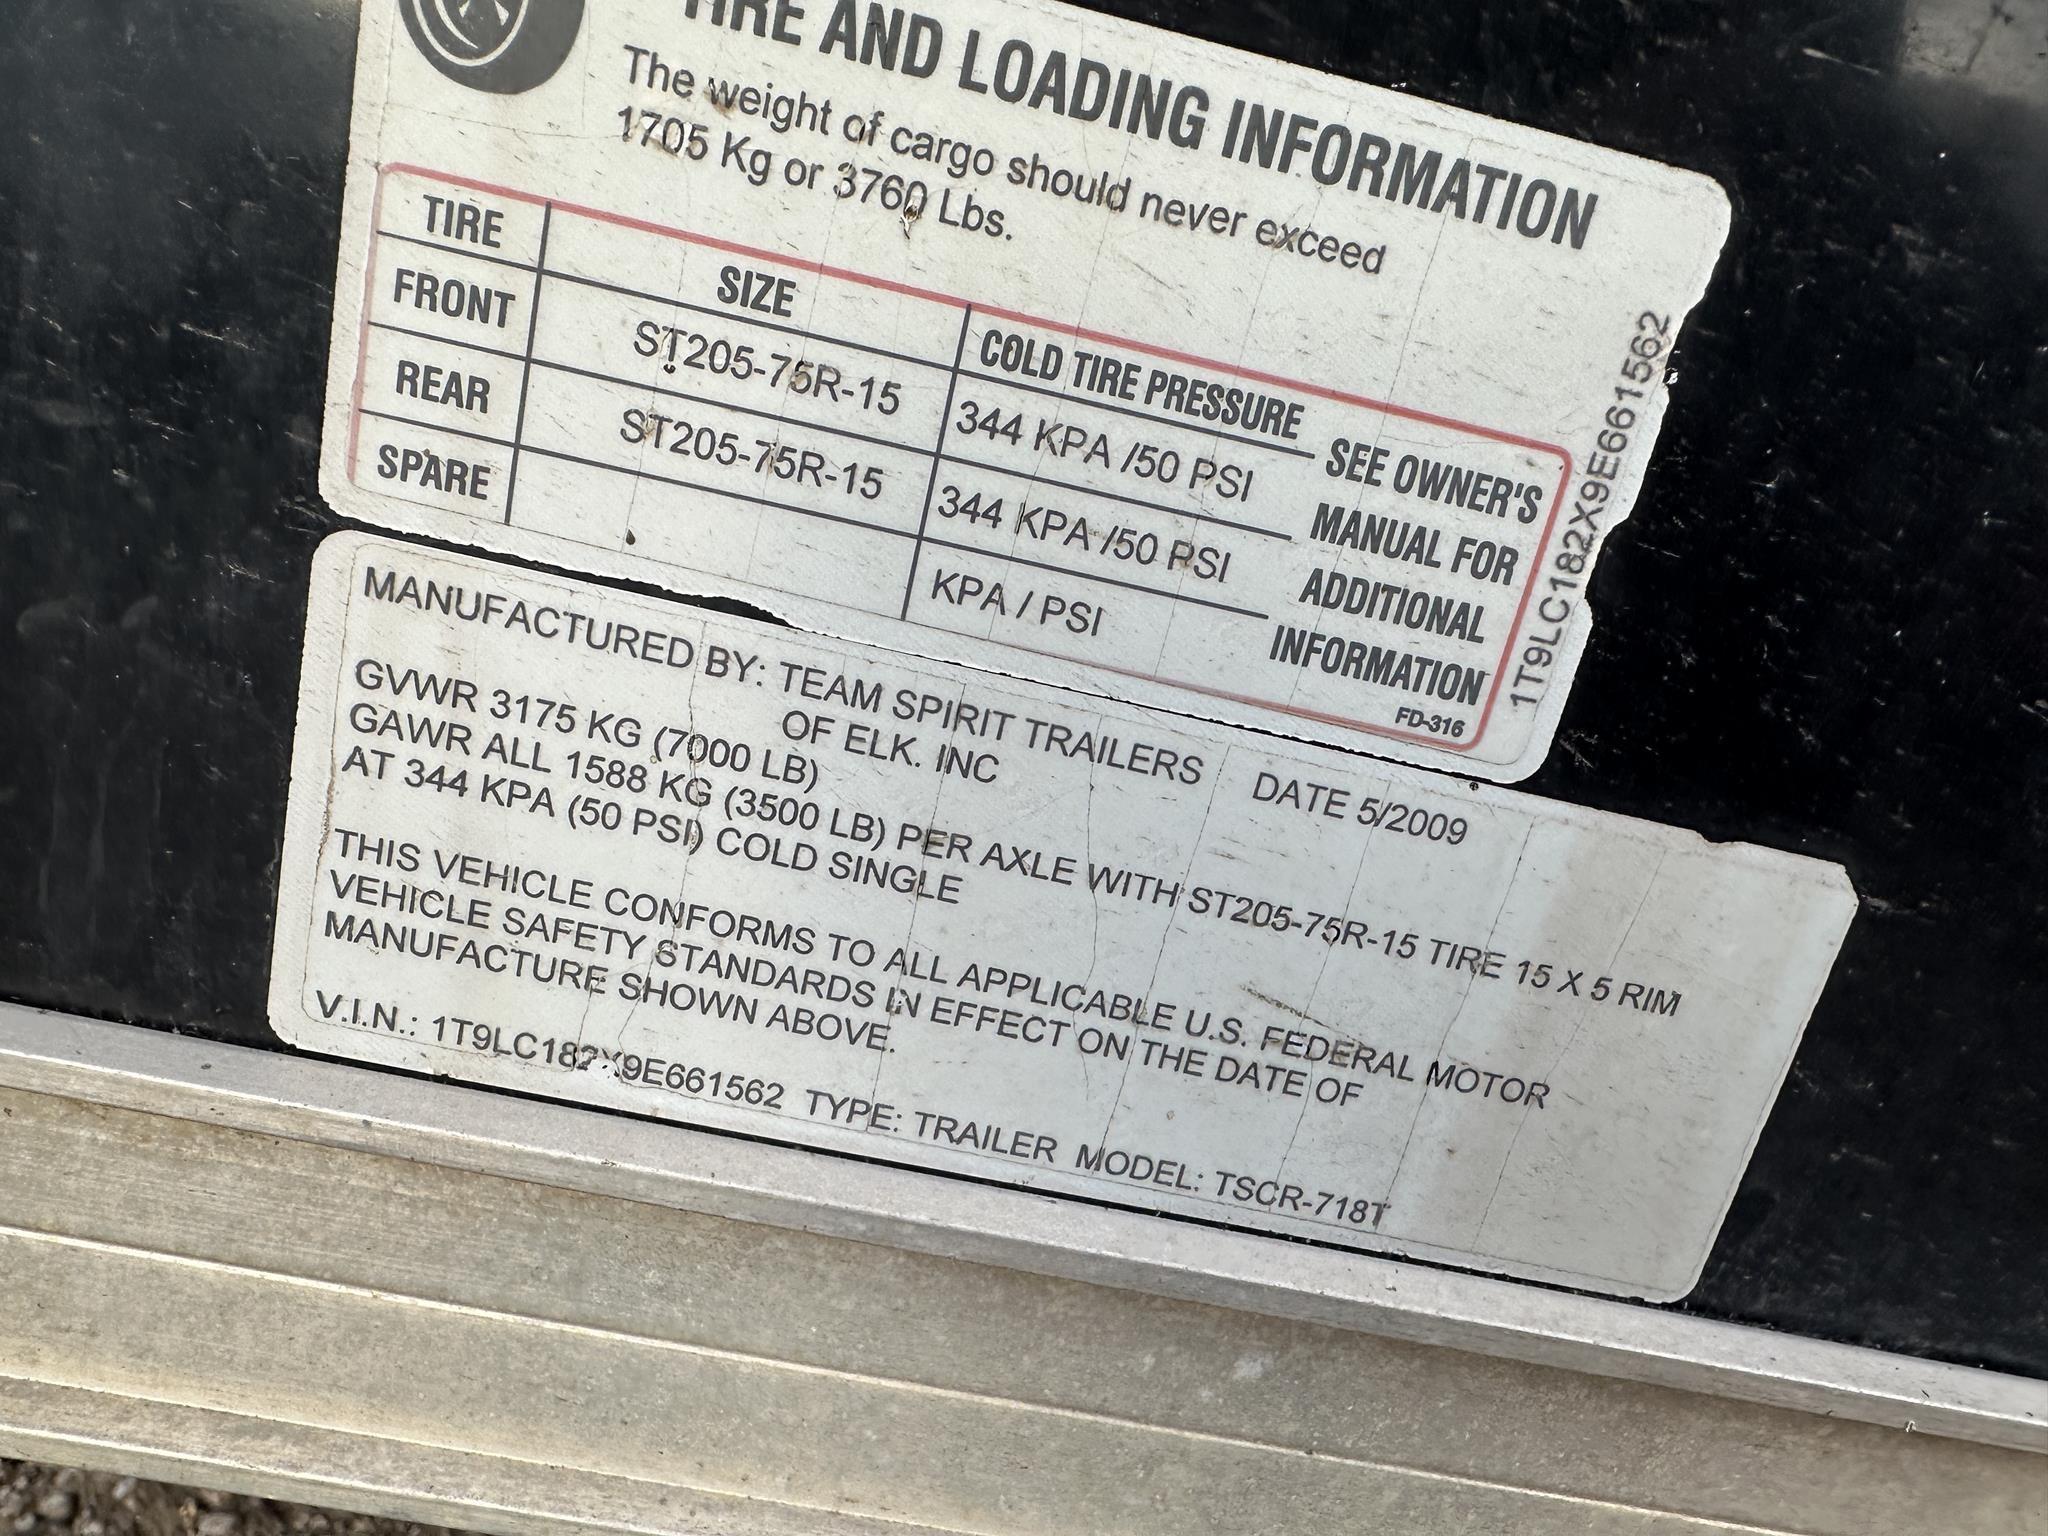 TIRE AND LOADING INFORMATION
The weight of cargo should never exceed
1705 Kg or 3760 Lbs.
TIRE SIZE COLD TIRE PRESSURE
FRONT ST205-75R-15 344 KPA /50 PSI
REAR ST205-75R-15 344 KPA /50 PSI
SPARE KPA / PSI
SEE OWNER'S
MANUAL FOR
ADDITIONAL
INFORMATION
FD-316
1T9LC182X9E661562
MANUFACTURED BY: TEAM SPIRIT TRAILERS DATE 5/2009
OF ELK. INC
GVWR 3175 KG (7000 LB)
GAWR ALL 1588 KG (3500 LB) PER AXLE WITH ST205-75R-15 TIRE 15 X 5 RIM
AT 344 KPA (50 PSI) COLD SINGLE
THIS VEHICLE CONFORMS TO ALL APPLICABLE U.S. FEDERAL MOTOR
VEHICLE SAFETY STANDARDS IN EFFECT ON THE DATE OF
MANUFACTURE SHOWN ABOVE.
V.I.N.: 1T9LC182X9E661562 TYPE: TRAILER MODEL: TSCR-718T